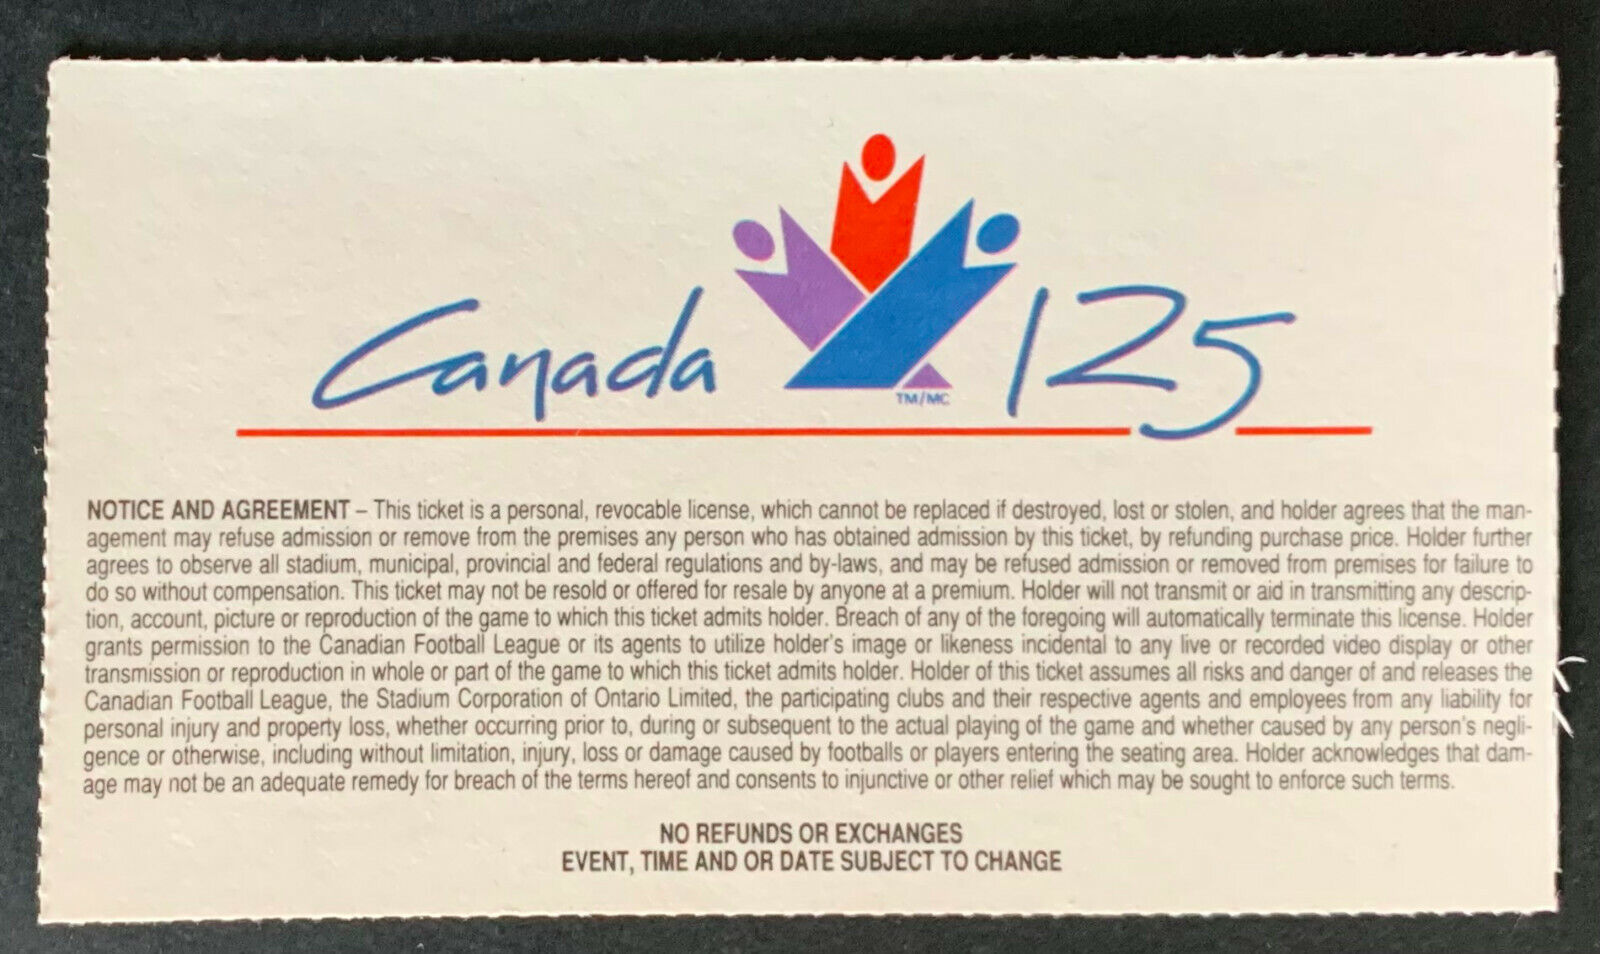 Canada 125
TM/MC
NOTICE AND AGREEMENT – This ticket is a personal, revocable license, which cannot be replaced if destroyed, lost or stolen, and holder agrees that the man-
agement may refuse admission or remove from the premises any person who has obtained admission by this ticket, by refunding purchase price. Holder further
agrees to observe all stadium, municipal, provincial and federal regulations and by-laws, and may be refused admission or removed from premises for failure to
do so without compensation. This ticket may not be resold or offered for resale by anyone at a premium. Holder will not transmit or aid in transmitting any descrip-
tion, account, picture or reproduction of the game to which this ticket admits holder. Breach of any of the foregoing will automatically terminate this license. Holder
grants permission to the Canadian Football League or its agents to utilize holder's image or likeness incidental to any live or recorded video display or other
transmission or reproduction in whole or part of the game to which this ticket admits holder. Holder of this ticket assumes all risks and danger of and releases the
Canadian Football League, the Stadium Corporation of Ontario Limited, the participating clubs and their respective agents and employees from any liability for
personal injury and property loss, whether occurring prior to, during or subsequent to the actual playing of the game and whether caused by any person's negli-
gence or otherwise, including without limitation, injury, loss or damage caused by footballs or players entering the seating area. Holder acknowledges that dam-
age may not be an adequate remedy for breach of the terms hereof and consents to injunctive or other relief which may be sought to enforce such terms.
NO REFUNDS OR EXCHANGES
EVENT, TIME AND OR DATE SUBJECT TO CHANGE